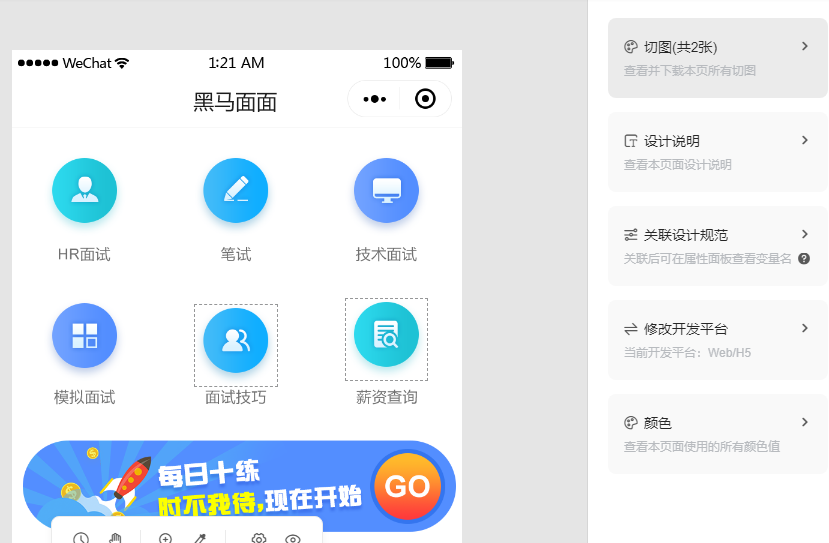 WeChat 1:21 AM 100%
黑马面面
HR面试 笔试 技术面试
模拟面试 面试技巧 薪资查询
每日十练
时不我待,现在开始
GO
切图(共2张)
查看并下载本页所有切图
设计说明
查看本页面设计说明
关联设计规范
关联后可在属性面板查看变量名
修改开发平台
当前开发平台：Web/H5
颜色
查看本页面使用的所有颜色值